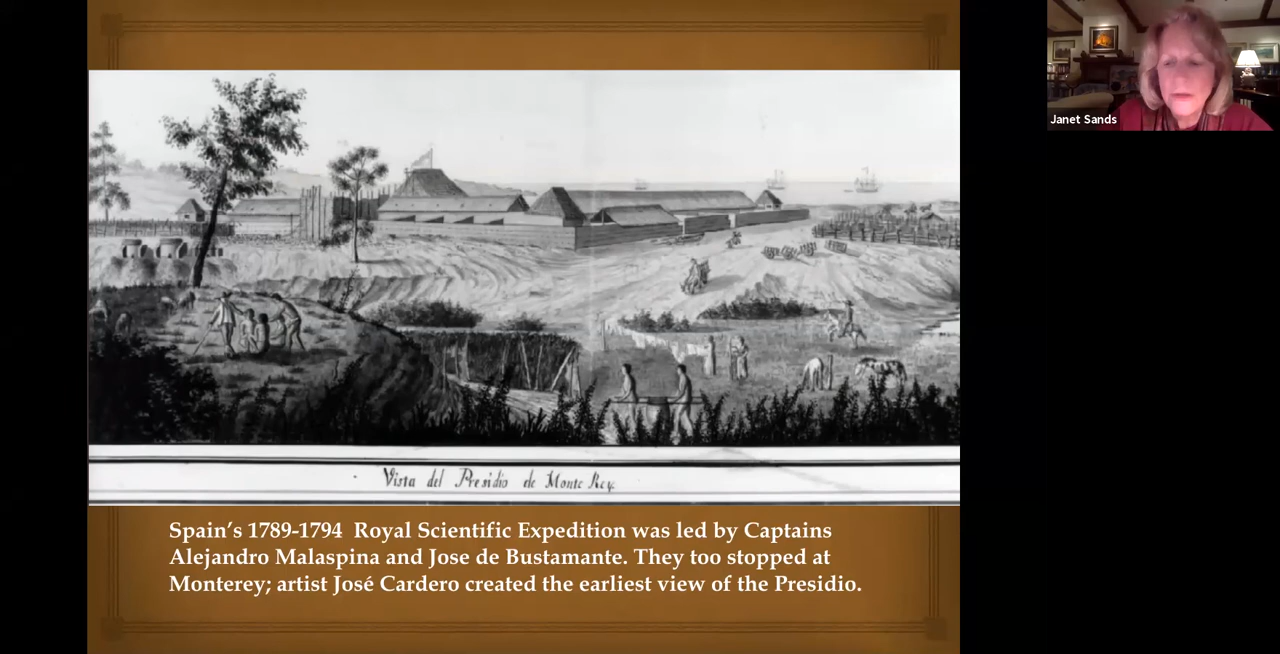 Janet Sands
Vista del Presidio de Monte Rey.
Spain's 1789-1794 Royal Scientific Expedition was led by Captains
Alejandro Malaspina and Jose de Bustamante. They too stopped at
Monterey; artist José Cardero created the earliest view of the Presidio.